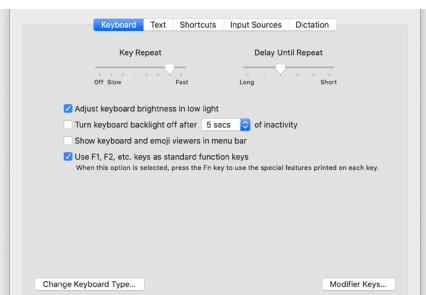 Keyboard Text Shortcuts Input Sources Dictation
Key Repeat Delay Until Repeat
Off Slow Fast Long Short
Adjust keyboard brightness in low light
Turn keyboard backlight off after 5 secs of inactivity
Show keyboard and emoji viewers in menu bar
Use F1, F2, etc. keys as standard function keys
When this option is selected, press the Fn key to use the special features printed on each key.
Change Keyboard Type... Modifier Keys...